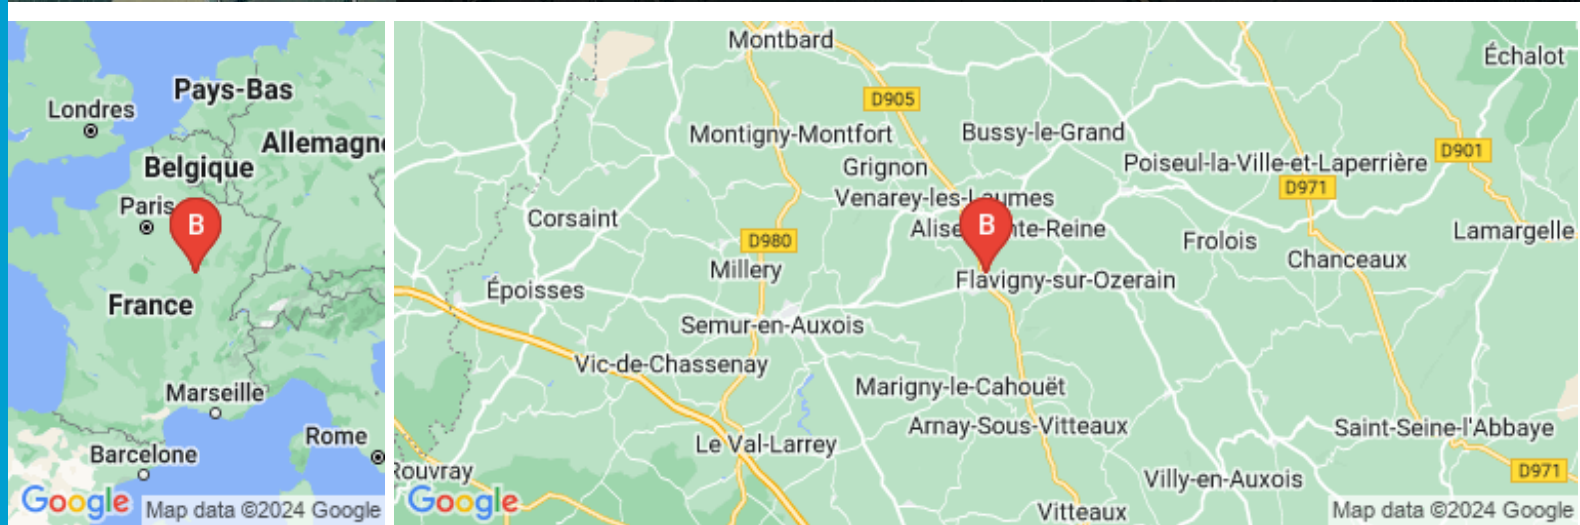 Londres
Pays-Bas
Allemagn
Belgique
Paris
B
France
Marseille
Rome
Barcelone
Google
Map data ©2024 Google
Montbard
Échalot
D905
Montigny-Montfort
Bussy-le-Grand
D901
Grignon
Poiseul-la-Ville-et-Laperrière
D971
Venarey-les-Laumes
Corsaint
B
Alise-Sainte-Reine
Lamargelle
D980
Frolois
Chanceaux
Millery
Flavigny-sur-Ozerain
Époisses
Semur-en-Auxois
Vic-de-Chassenay
Marigny-le-Cahouët
Arnay-Sous-Vitteaux
Saint-Seine-l'Abbaye
Le Val-Larrey
Rouvray
D971
Villy-en-Auxois
Google
Vitteaux
Map data ©2024 Google